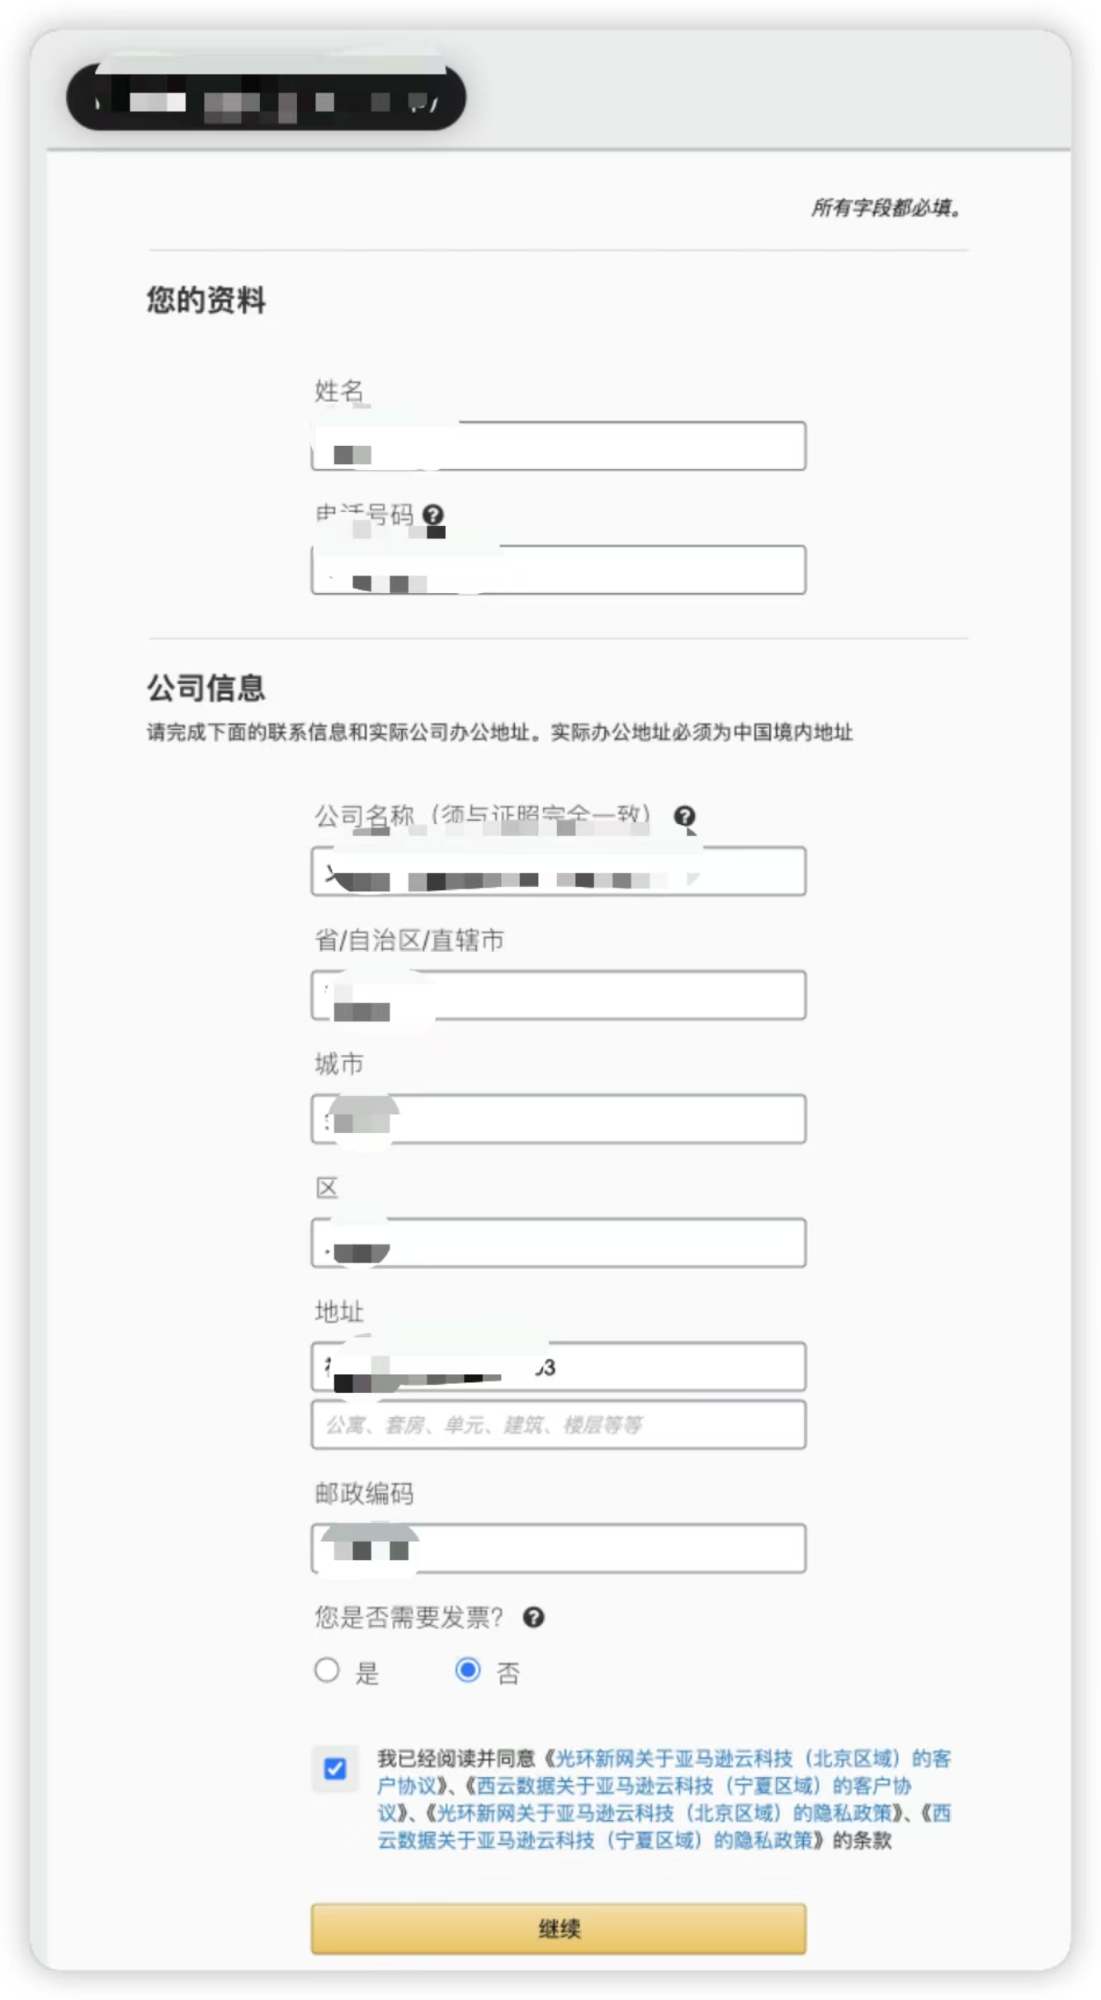 所有字段都必填。
您的资料
姓名
电话号码
公司信息
请完成下面的联系信息和实际公司办公地址。实际办公地址必须为中国境内地址
公司名称（须与证照完全一致）
省/自治区/直辖市
城市
区
地址
公寓、套房、单元、建筑、楼层等等
邮政编码
您是否需要发票？
是 否
我已经阅读并同意《光环新网关于亚马逊云科技（北京区域）的客
户协议》、《西云数据关于亚马逊云科技（宁夏区域）的客户协
议》、《光环新网关于亚马逊云科技（北京区域）的隐私政策》、《西
云数据关于亚马逊云科技（宁夏区域）的隐私政策》的条款
继续